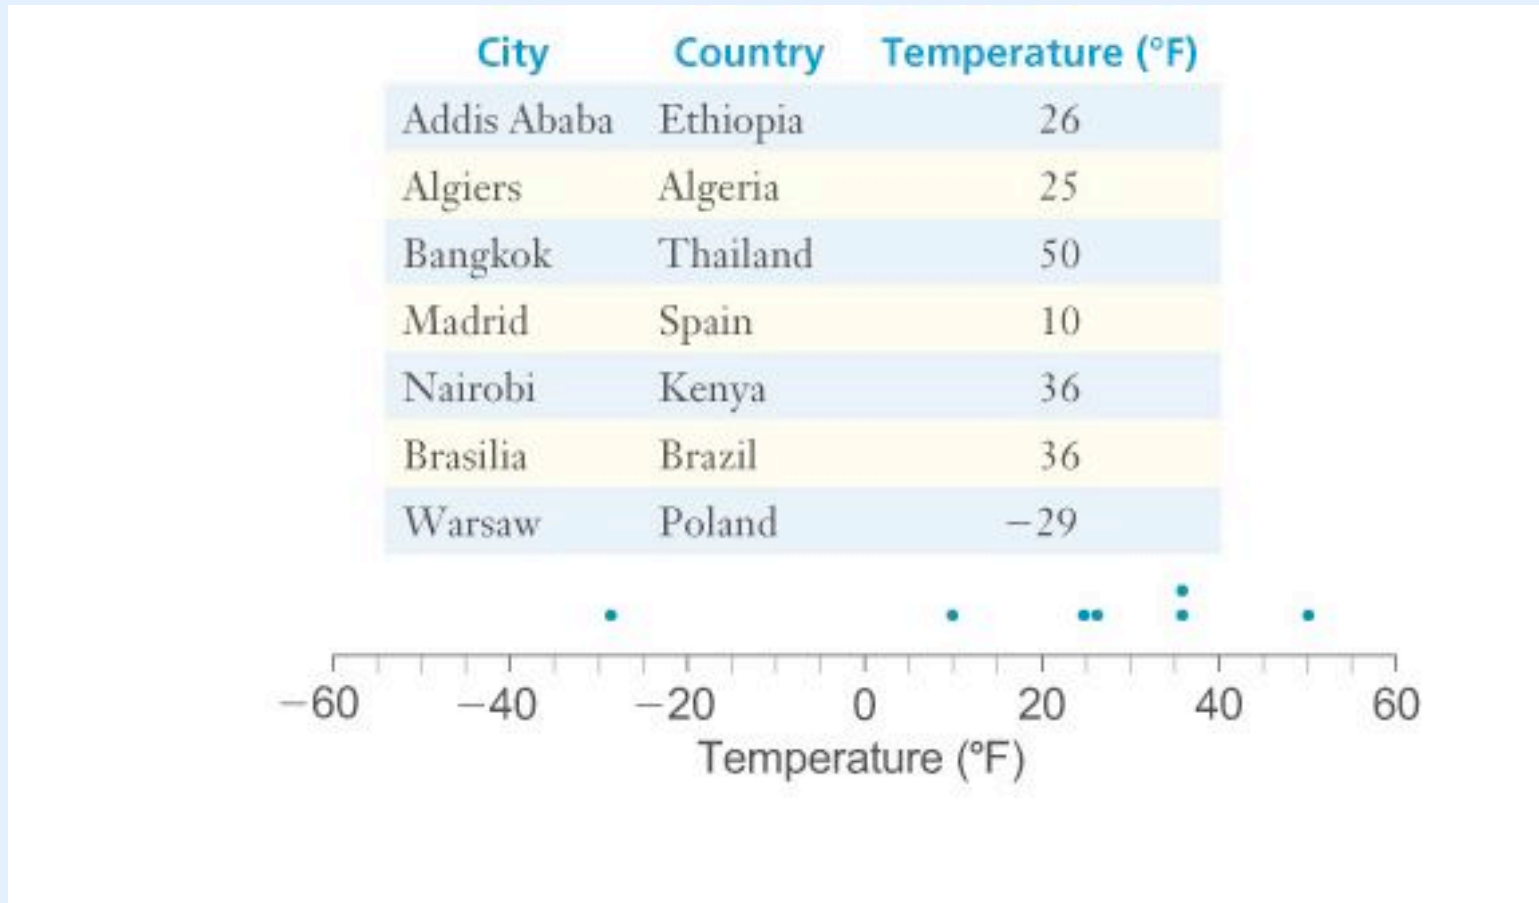 City Country Temperature (°F)
Addis Ababa Ethiopia 26
Algiers Algeria 25
Bangkok Thailand 50
Madrid Spain 10
Nairobi Kenya 36
Brasilia Brazil 36
Warsaw Poland −29
−60 −40 −20 0 20 40 60
Temperature (ºF)